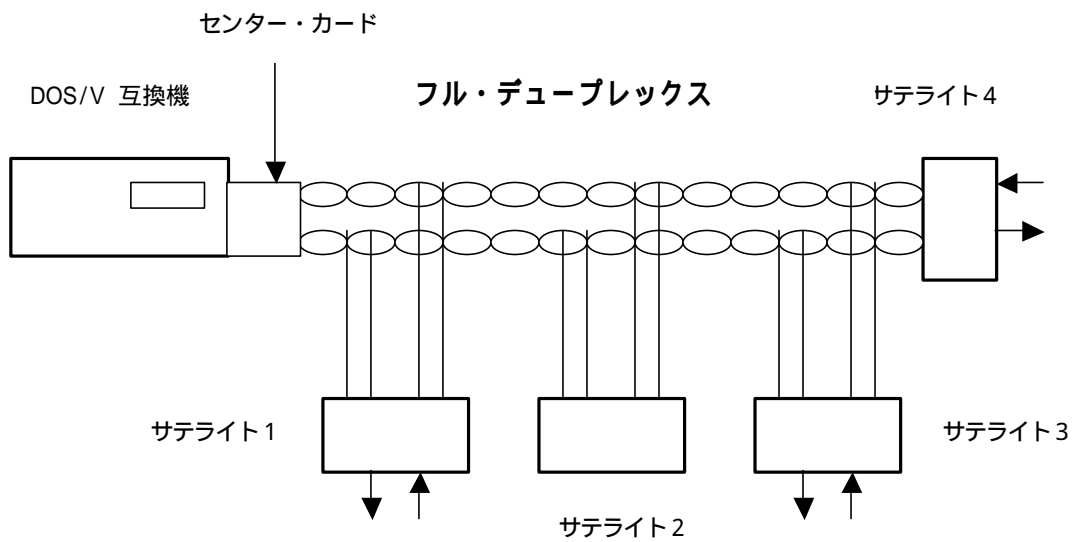 センター・カード
DOS/V 互換機
フル・デュープレックス
サテライト4
サテライト1
サテライト3
サテライト2